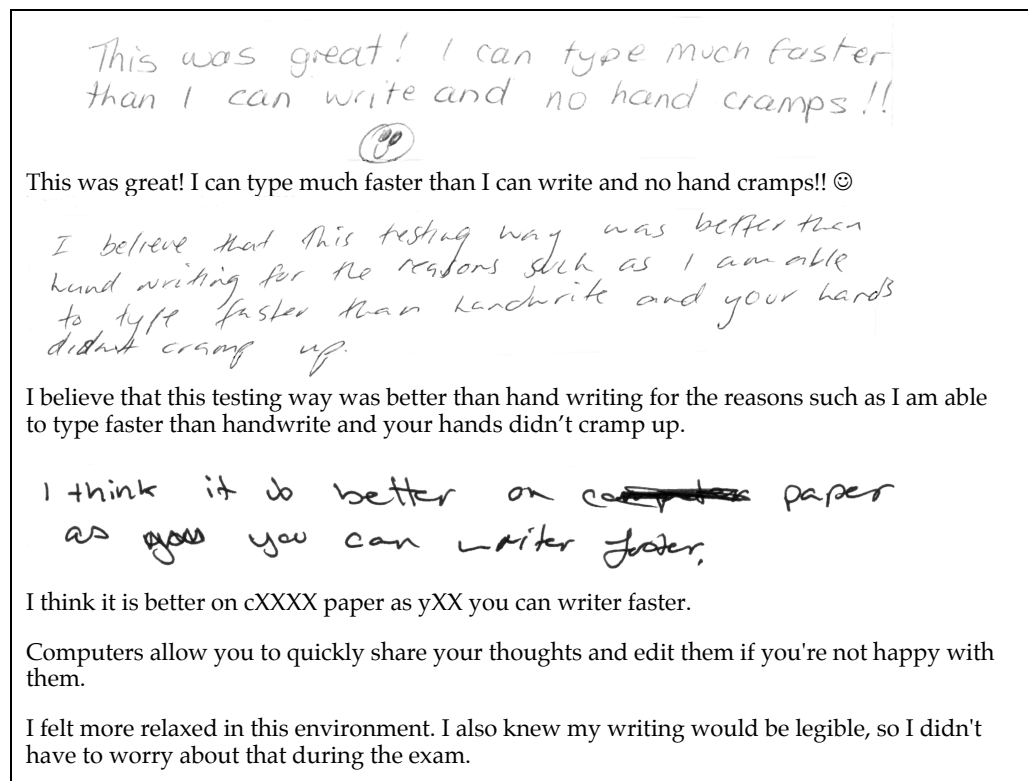 This was great! I can type much faster
than I can write and no hand cramps!!
This was great! I can type much faster than I can write and no hand cramps!! ☺
I believe that this testing way was better than
hand writing for the reasons such as I am able
to type faster than handwrite and your hands
didnt cramp up.
I believe that this testing way was better than hand writing for the reasons such as I am able
to type faster than handwrite and your hands didn’t cramp up.
I think it is better on paper
as you can writer faster.
I think it is better on cXXXX paper as yXX you can writer faster.
Computers allow you to quickly share your thoughts and edit them if you're not happy with
them.
I felt more relaxed in this environment. I also knew my writing would be legible, so I didn't
have to worry about that during the exam.